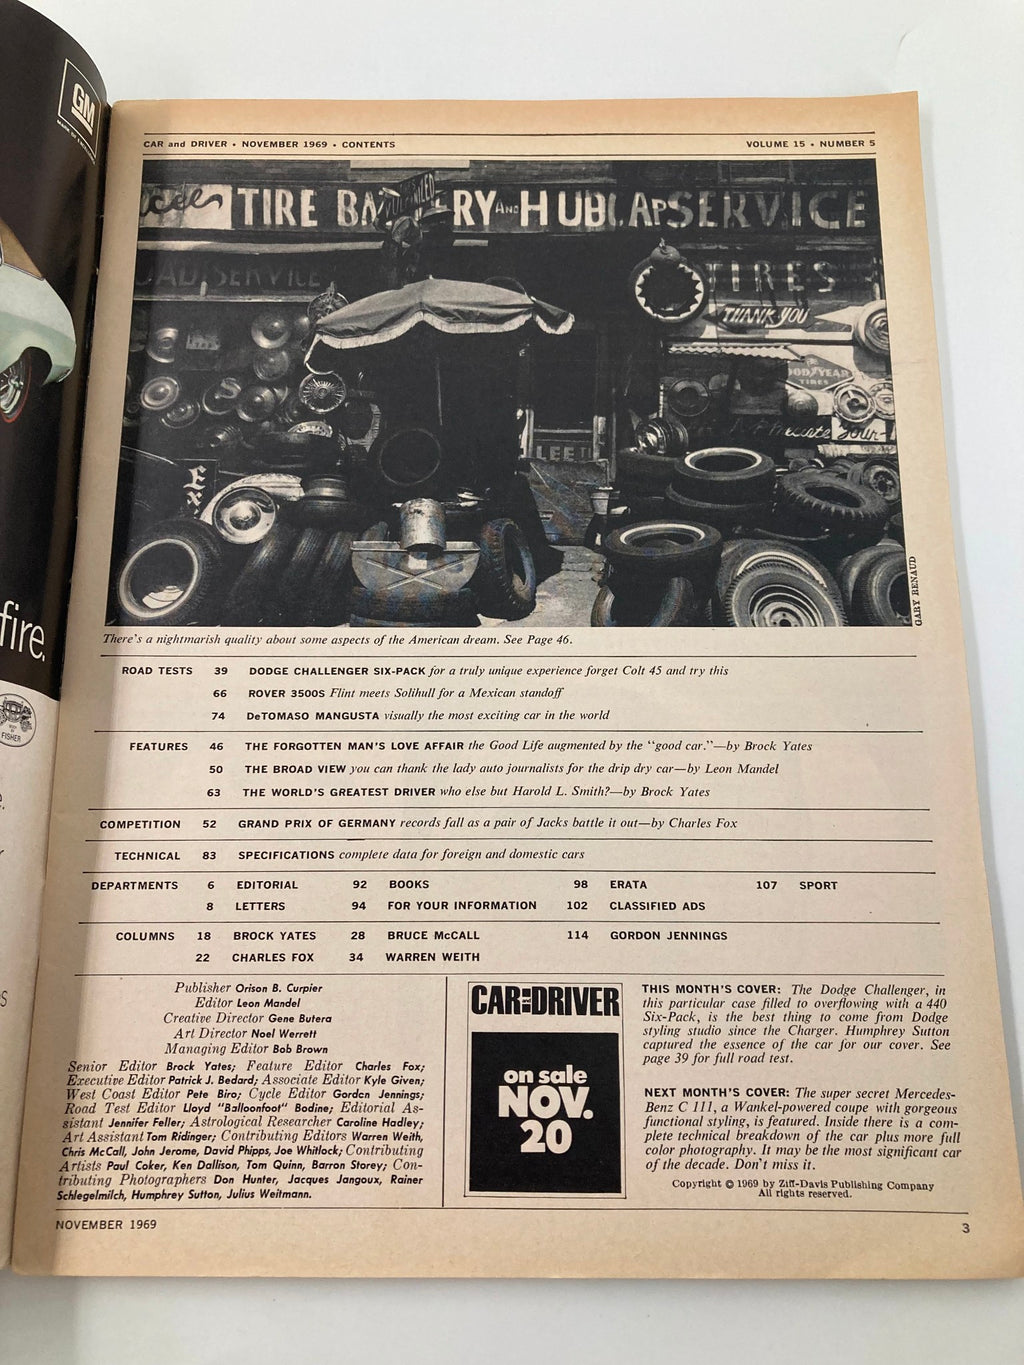 GM
fire.
FISHER
CAR and DRIVER • NOVEMBER 1969 • CONTENTS
VOLUME 15 • NUMBER 5
TIRE BA ERY AND HUBCAP SERVICE
ROAD SERVICE
TIRES
THANK YOU
GOODYEAR
TIRES
Appreciate Your
LEE TI
Ex
GARY RENAUD
There's a nightmarish quality about some aspects of the American dream. See Page 46.
ROAD TESTS 39 DODGE CHALLENGER SIX-PACK for a truly unique experience forget Colt 45 and try this
66 ROVER 3500S Flint meets Solihull for a Mexican standoff
74 DeTOMASO MANGUSTA visually the most exciting car in the world
FEATURES 46 THE FORGOTTEN MAN'S LOVE AFFAIR the Good Life augmented by the "good car."—by Brock Yates
50 THE BROAD VIEW you can thank the lady auto journalists for the drip dry car—by Leon Mandel
63 THE WORLD'S GREATEST DRIVER who else but Harold L. Smith?—by Brock Yates
COMPETITION 52 GRAND PRIX OF GERMANY records fall as a pair of Jacks battle it out—by Charles Fox
TECHNICAL 83 SPECIFICATIONS complete data for foreign and domestic cars
DEPARTMENTS 6 EDITORIAL 92 BOOKS 98 ERATA 107 SPORT
8 LETTERS 94 FOR YOUR INFORMATION 102 CLASSIFIED ADS
COLUMNS 18 BROCK YATES 28 BRUCE McCALL 114 GORDON JENNINGS
22 CHARLES FOX 34 WARREN WEITH
Publisher Orison B. Curpier
Editor Leon Mandel
Creative Director Gene Butera
Art Director Noel Werrett
Managing Editor Bob Brown
Senior Editor Brock Yates; Feature Editor Charles Fox;
Executive Editor Patrick J. Bedard; Associate Editor Kyle Given;
West Coast Editor Pete Biro; Cycle Editor Gordon Jennings;
Road Test Editor Lloyd "Balloonfoot" Bodine; Editorial As-
sistant Jennifer Feller; Astrological Researcher Caroline Hadley;
Art Assistant Tom Ridinger; Contributing Editors Warren Weith,
Chris McCall, John Jerome, David Phipps, Joe Whitlock; Contributing
Artists Paul Coker, Ken Dallison, Tom Quinn, Barron Storey; Con-
tributing Photographers Don Hunter, Jacques Jangoux, Rainer
Schlegelmilch, Humphrey Sutton, Julius Weitmann.
CAR AND DRIVER
on sale
NOV.
20
THIS MONTH'S COVER: The Dodge Challenger, in
this particular case filled to overflowing with a 440
Six-Pack, is the best thing to come from Dodge
styling studio since the Charger. Humphrey Sutton
captured the essence of the car for our cover. See
page 39 for full road test.
NEXT MONTH'S COVER: The super secret Mercedes-
Benz C 111, a Wankel-powered coupe with gorgeous
functional styling, is featured. Inside there is a com-
plete technical breakdown of the car plus more full
color photography. It may be the most significant car
of the decade. Don't miss it.
Copyright © 1969 by Ziff-Davis Publishing Company
All rights reserved.
NOVEMBER 1969
3